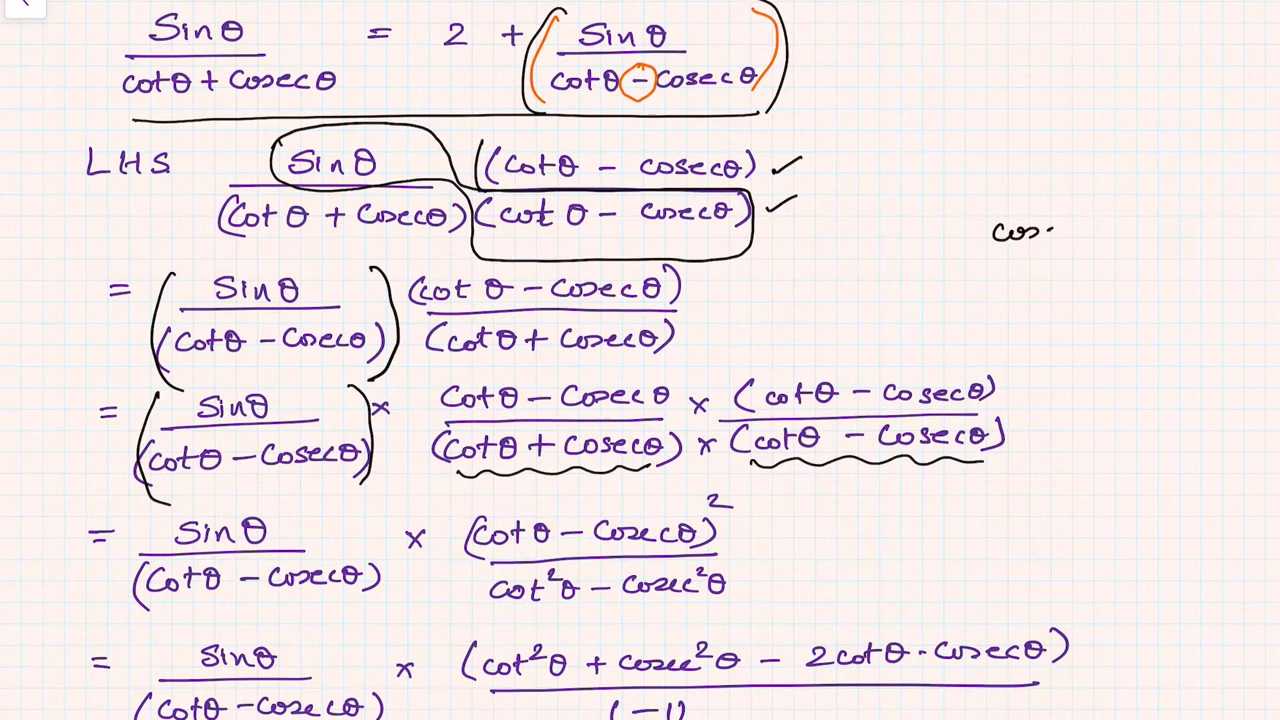 Sinθ / (cotθ + cosecθ) = 2 + (Sinθ / (cotθ − cosecθ))
LHS Sinθ / (Cotθ + Cosecθ) (Cotθ − cosecθ) / (cotθ − cosecθ) ✓ ✓
cos·
= (Sinθ / (Cotθ − Cosecθ)) (cotθ − cosecθ) / (cotθ + cosecθ)
= (Sinθ / (cotθ − Cosecθ)) × Cotθ − Cosecθ / (Cotθ + Cosecθ) × (cotθ − cosecθ) / × (cotθ − Cosecθ)
= Sinθ / (Cotθ − cosecθ) × (Cotθ − Cosecθ)² / cot²θ − cosec²θ
= Sinθ / (Cotθ − cosecθ) × (cot²θ + cosec²θ − 2cotθ·cosecθ) / (−1)